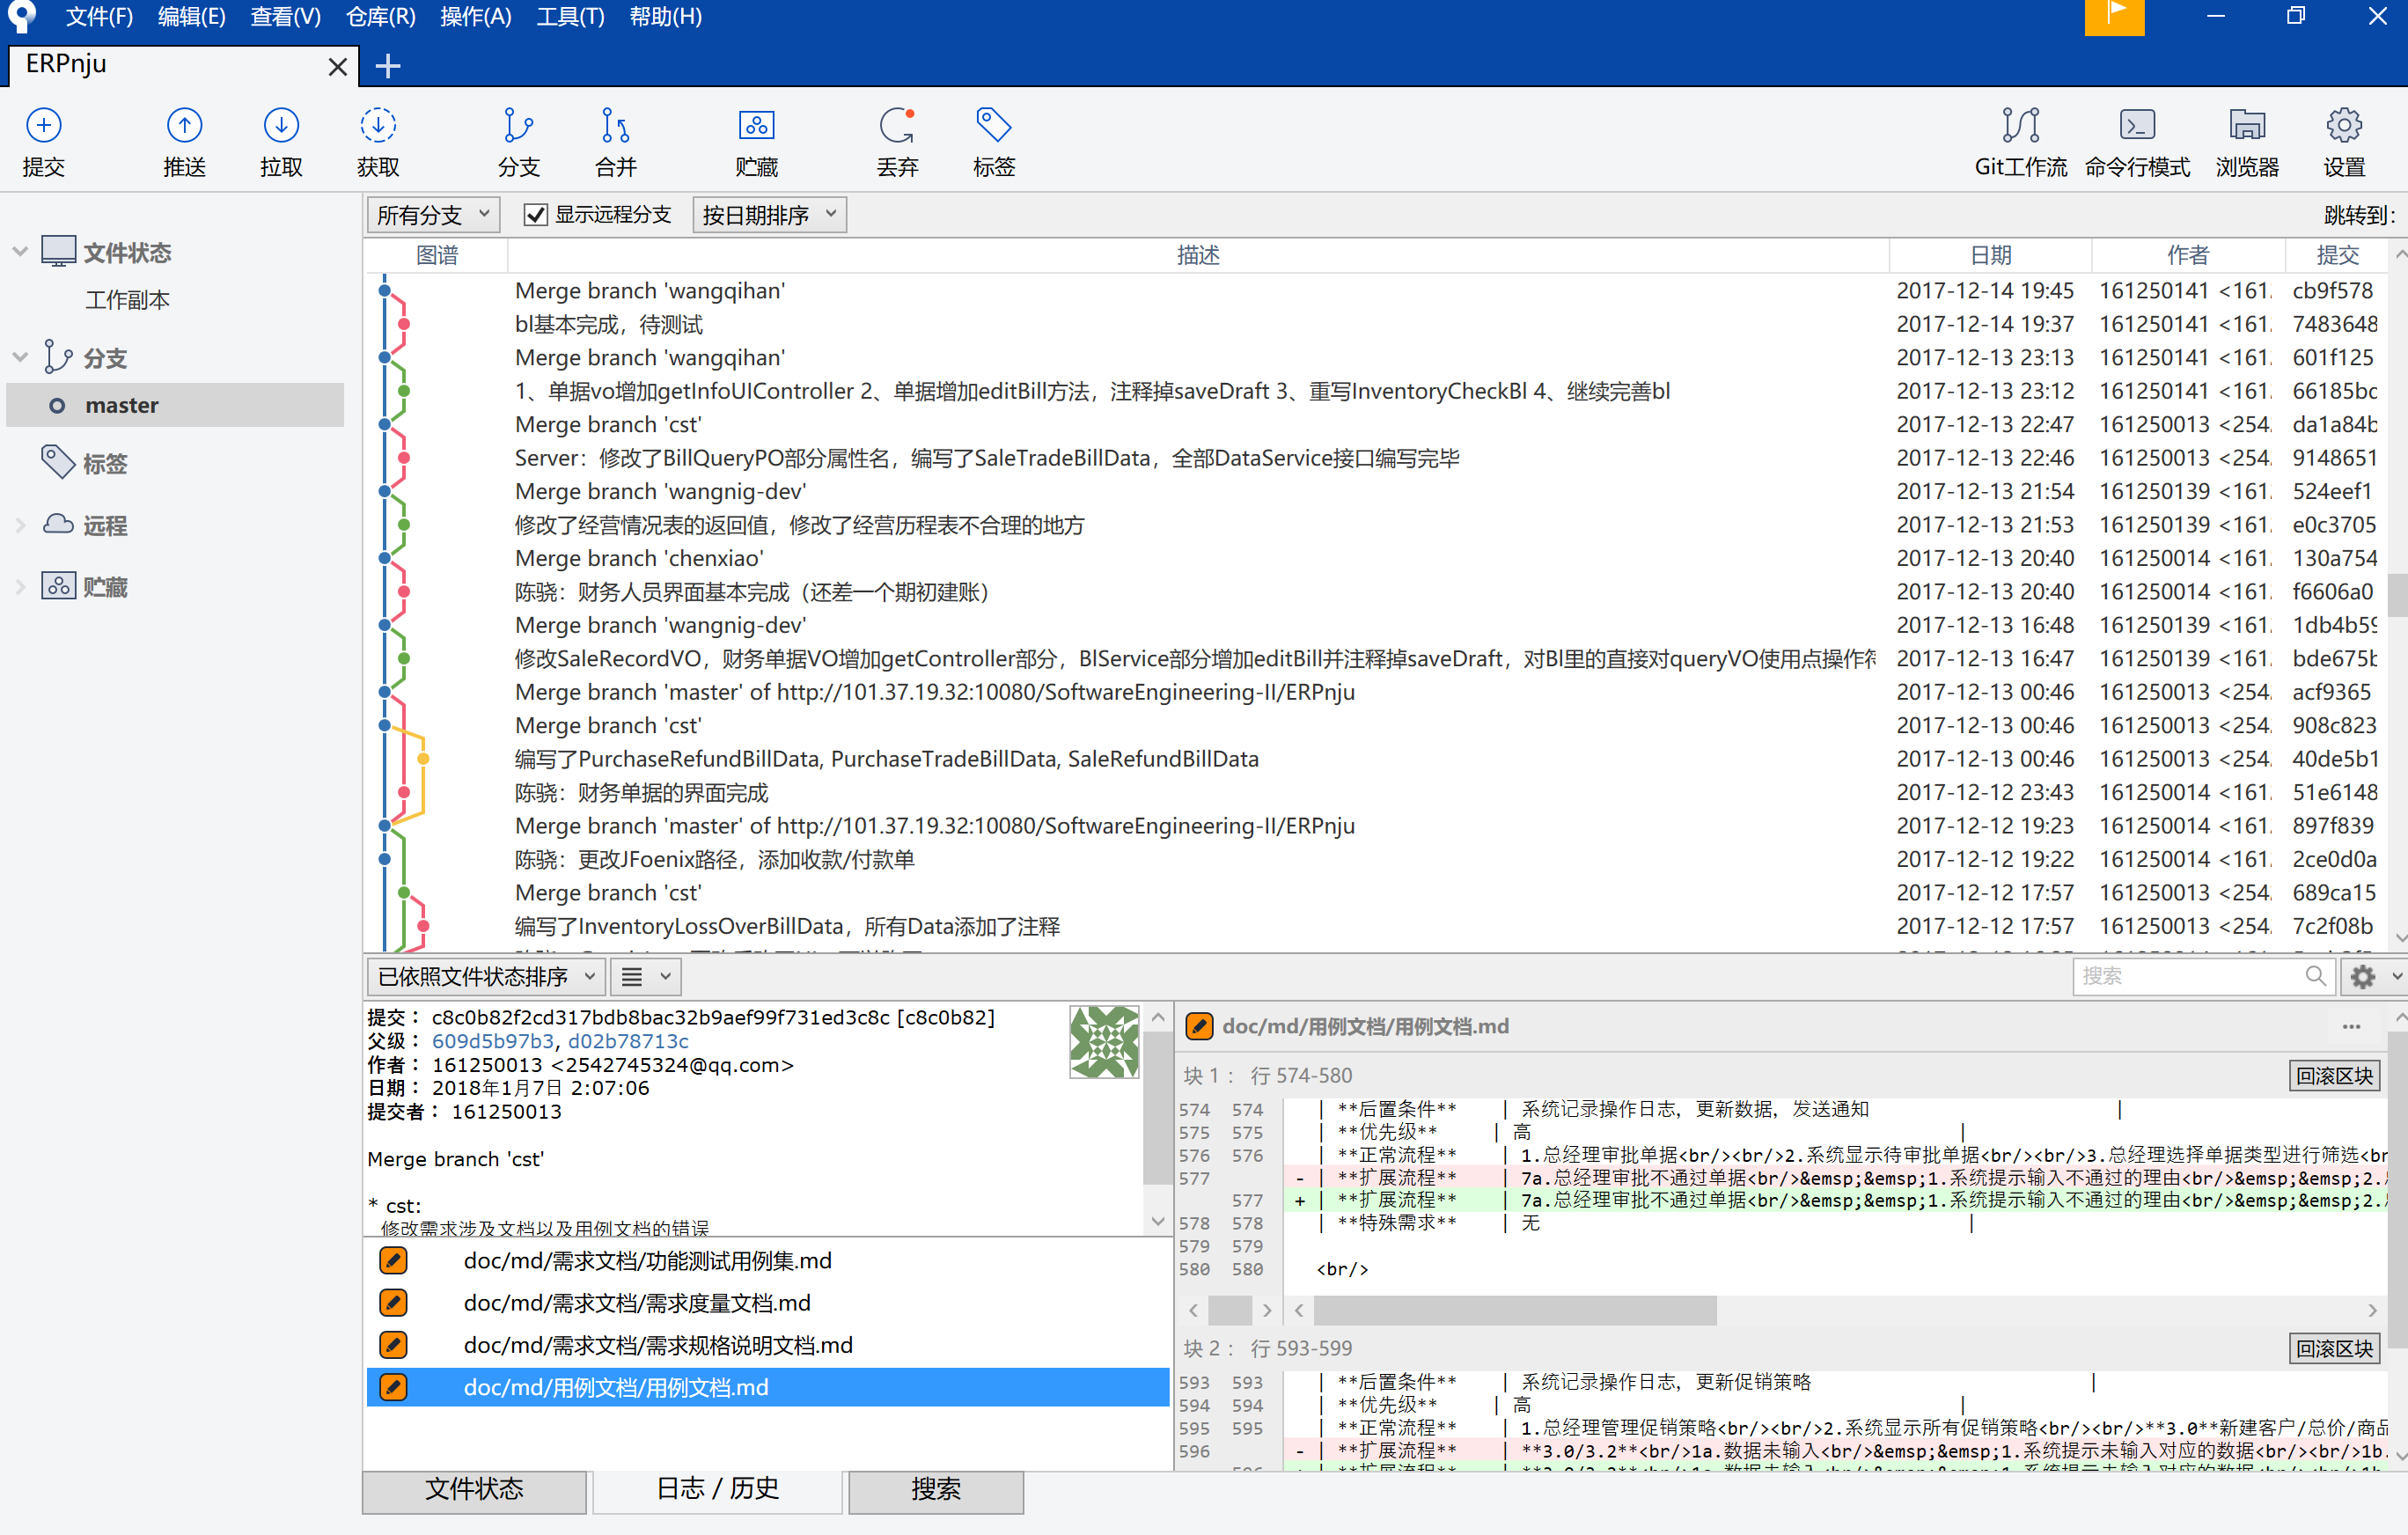 文件(F) 编辑(E) 查看(V) 仓库(R) 操作(A) 工具(T) 帮助(H)
ERPnju
提交 推送 拉取 获取 分支 合并 贮藏 丢弃 标签 Git工作流 命令行模式 浏览器 设置
所有分支 显示远程分支 按日期排序 跳转到:
文件状态
工作副本
分支
master
标签
远程
贮藏
图谱 描述 日期 作者 提交
Merge branch 'wangqihan' 2017-12-14 19:45 161250141 <161 cb9f578
bl基本完成，待测试 2017-12-14 19:37 161250141 <161 7483648
Merge branch 'wangqihan' 2017-12-13 23:13 161250141 <161 601f125
1、单据vo增加getInfoUIController 2、单据增加editBill方法，注释掉saveDraft 3、重写InventoryCheckBl 4、继续完善bl 2017-12-13 23:12 161250141 <161 66185bc
Merge branch 'cst' 2017-12-13 22:47 161250013 <254 da1a84b
Server：修改了BillQueryPO部分属性名，编写了SaleTradeBillData，全部DataService接口编写完毕 2017-12-13 22:46 161250013 <254 9148651
Merge branch 'wangnig-dev' 2017-12-13 21:54 161250139 <161 524eef1
修改了经营情况表的返回值，修改了经营历程表不合理的地方 2017-12-13 21:53 161250139 <161 e0c3705
Merge branch 'chenxiao' 2017-12-13 20:40 161250014 <161 130a754
陈骁：财务人员界面基本完成（还差一个期初建账） 2017-12-13 20:40 161250014 <161 f6606a0
Merge branch 'wangnig-dev' 2017-12-13 16:48 161250139 <161 1db4b59
修改SaleRecordVO，财务单据VO增加getController部分，BlService部分增加editBill并注释掉saveDraft，对Bl里的直接对queryVO使用点操作符 2017-12-13 16:47 161250139 <161 bde675b
Merge branch 'master' of http://101.37.19.32:10080/SoftwareEngineering-II/ERPnju 2017-12-13 00:46 161250013 <254 acf9365
Merge branch 'cst' 2017-12-13 00:46 161250013 <254 908c823
编写了PurchaseRefundBillData, PurchaseTradeBillData, SaleRefundBillData 2017-12-13 00:46 161250013 <254 40de5b1
陈骁：财务单据的界面完成 2017-12-12 23:43 161250014 <161 51e6148
Merge branch 'master' of http://101.37.19.32:10080/SoftwareEngineering-II/ERPnju 2017-12-12 19:23 161250014 <161 897f839
陈骁：更改JFoenix路径，添加收款/付款单 2017-12-12 19:22 161250014 <161 2ce0d0a
Merge branch 'cst' 2017-12-12 17:57 161250013 <254 689ca15
编写了InventoryLossOverBillData，所有Data添加了注释 2017-12-12 17:57 161250013 <254 7c2f08b
已依照文件状态排序 搜索
提交： c8c0b82f2cd317bdb8bac32b9aef99f731ed3c8c [c8c0b82]
父级： 609d5b97b3, d02b78713c
作者： 161250013 <2542745324@qq.com>
日期： 2018年1月7日 2:07:06
提交者： 161250013
Merge branch 'cst'
* cst:
修改需求涉及文档以及用例文档的错误
doc/md/需求文档/功能测试用例集.md
doc/md/需求文档/需求度量文档.md
doc/md/需求文档/需求规格说明文档.md
doc/md/用例文档/用例文档.md
doc/md/用例文档/用例文档.md ...
块 1： 行 574-580 回滚区块
574 574 | **后置条件** | 系统记录操作日志，更新数据，发送通知 |
575 575 | **优先级** | 高 |
576 576 | **正常流程** | 1.总经理审批单据<br/><br/>2.系统显示待审批单据<br/><br/>3.总经理选择单据类型进行筛选<br
577 - | **扩展流程** | 7a.总经理审批不通过单据<br/>&emsp;&emsp;1.系统提示输入不通过的理由<br/>&emsp;&emsp;2.
577 + | **扩展流程** | 7a.总经理审批不通过单据<br/>&emsp;&emsp;1.系统提示输入不通过的理由<br/>&emsp;&emsp;2.
578 578 | **特殊需求** | 无 |
579 579
580 580 <br/>
块 2： 行 593-599 回滚区块
593 593 | **后置条件** | 系统记录操作日志，更新促销策略 |
594 594 | **优先级** | 高 |
595 595 | **正常流程** | 1.总经理管理促销策略<br/><br/>2.系统显示所有促销策略<br/><br/>**3.0**新建客户/总价/商品
596 - | **扩展流程** | **3.0/3.2**<br/>1a.数据未输入<br/>&emsp;&emsp;1.系统提示未输入对应的数据<br/><br/>1b.
文件状态 日志 / 历史 搜索